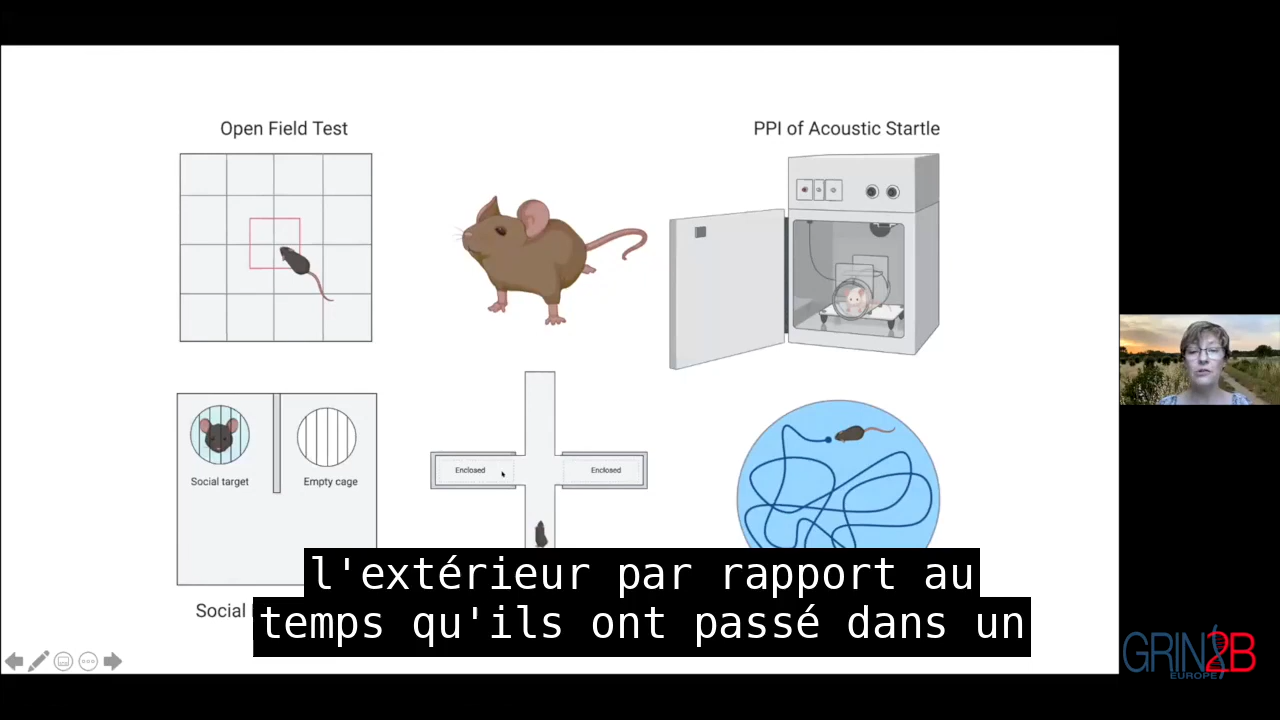 Open Field Test
PPI of Acoustic Startle
Social target
Empty cage
Enclosed
Enclosed
Social
l'extérieur par rapport au
temps qu'ils ont passé dans un
GRIN2B
EUROPE